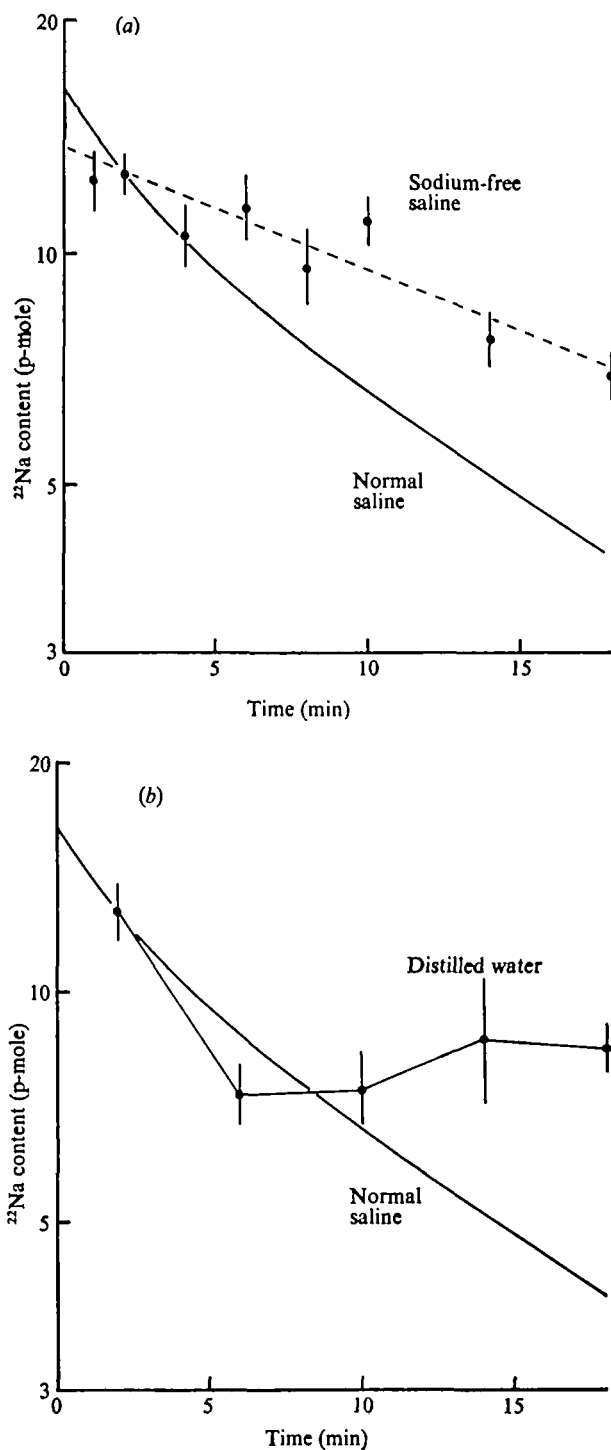 (a)
20
10
5
3
²²Na content (p-mole)
Sodium-free
saline
Normal
saline
0
5
10
15
Time (min)
(b)
20
10
5
3
²²Na content (p-mole)
Distilled water
Normal
saline
0
5
10
15
Time (min)